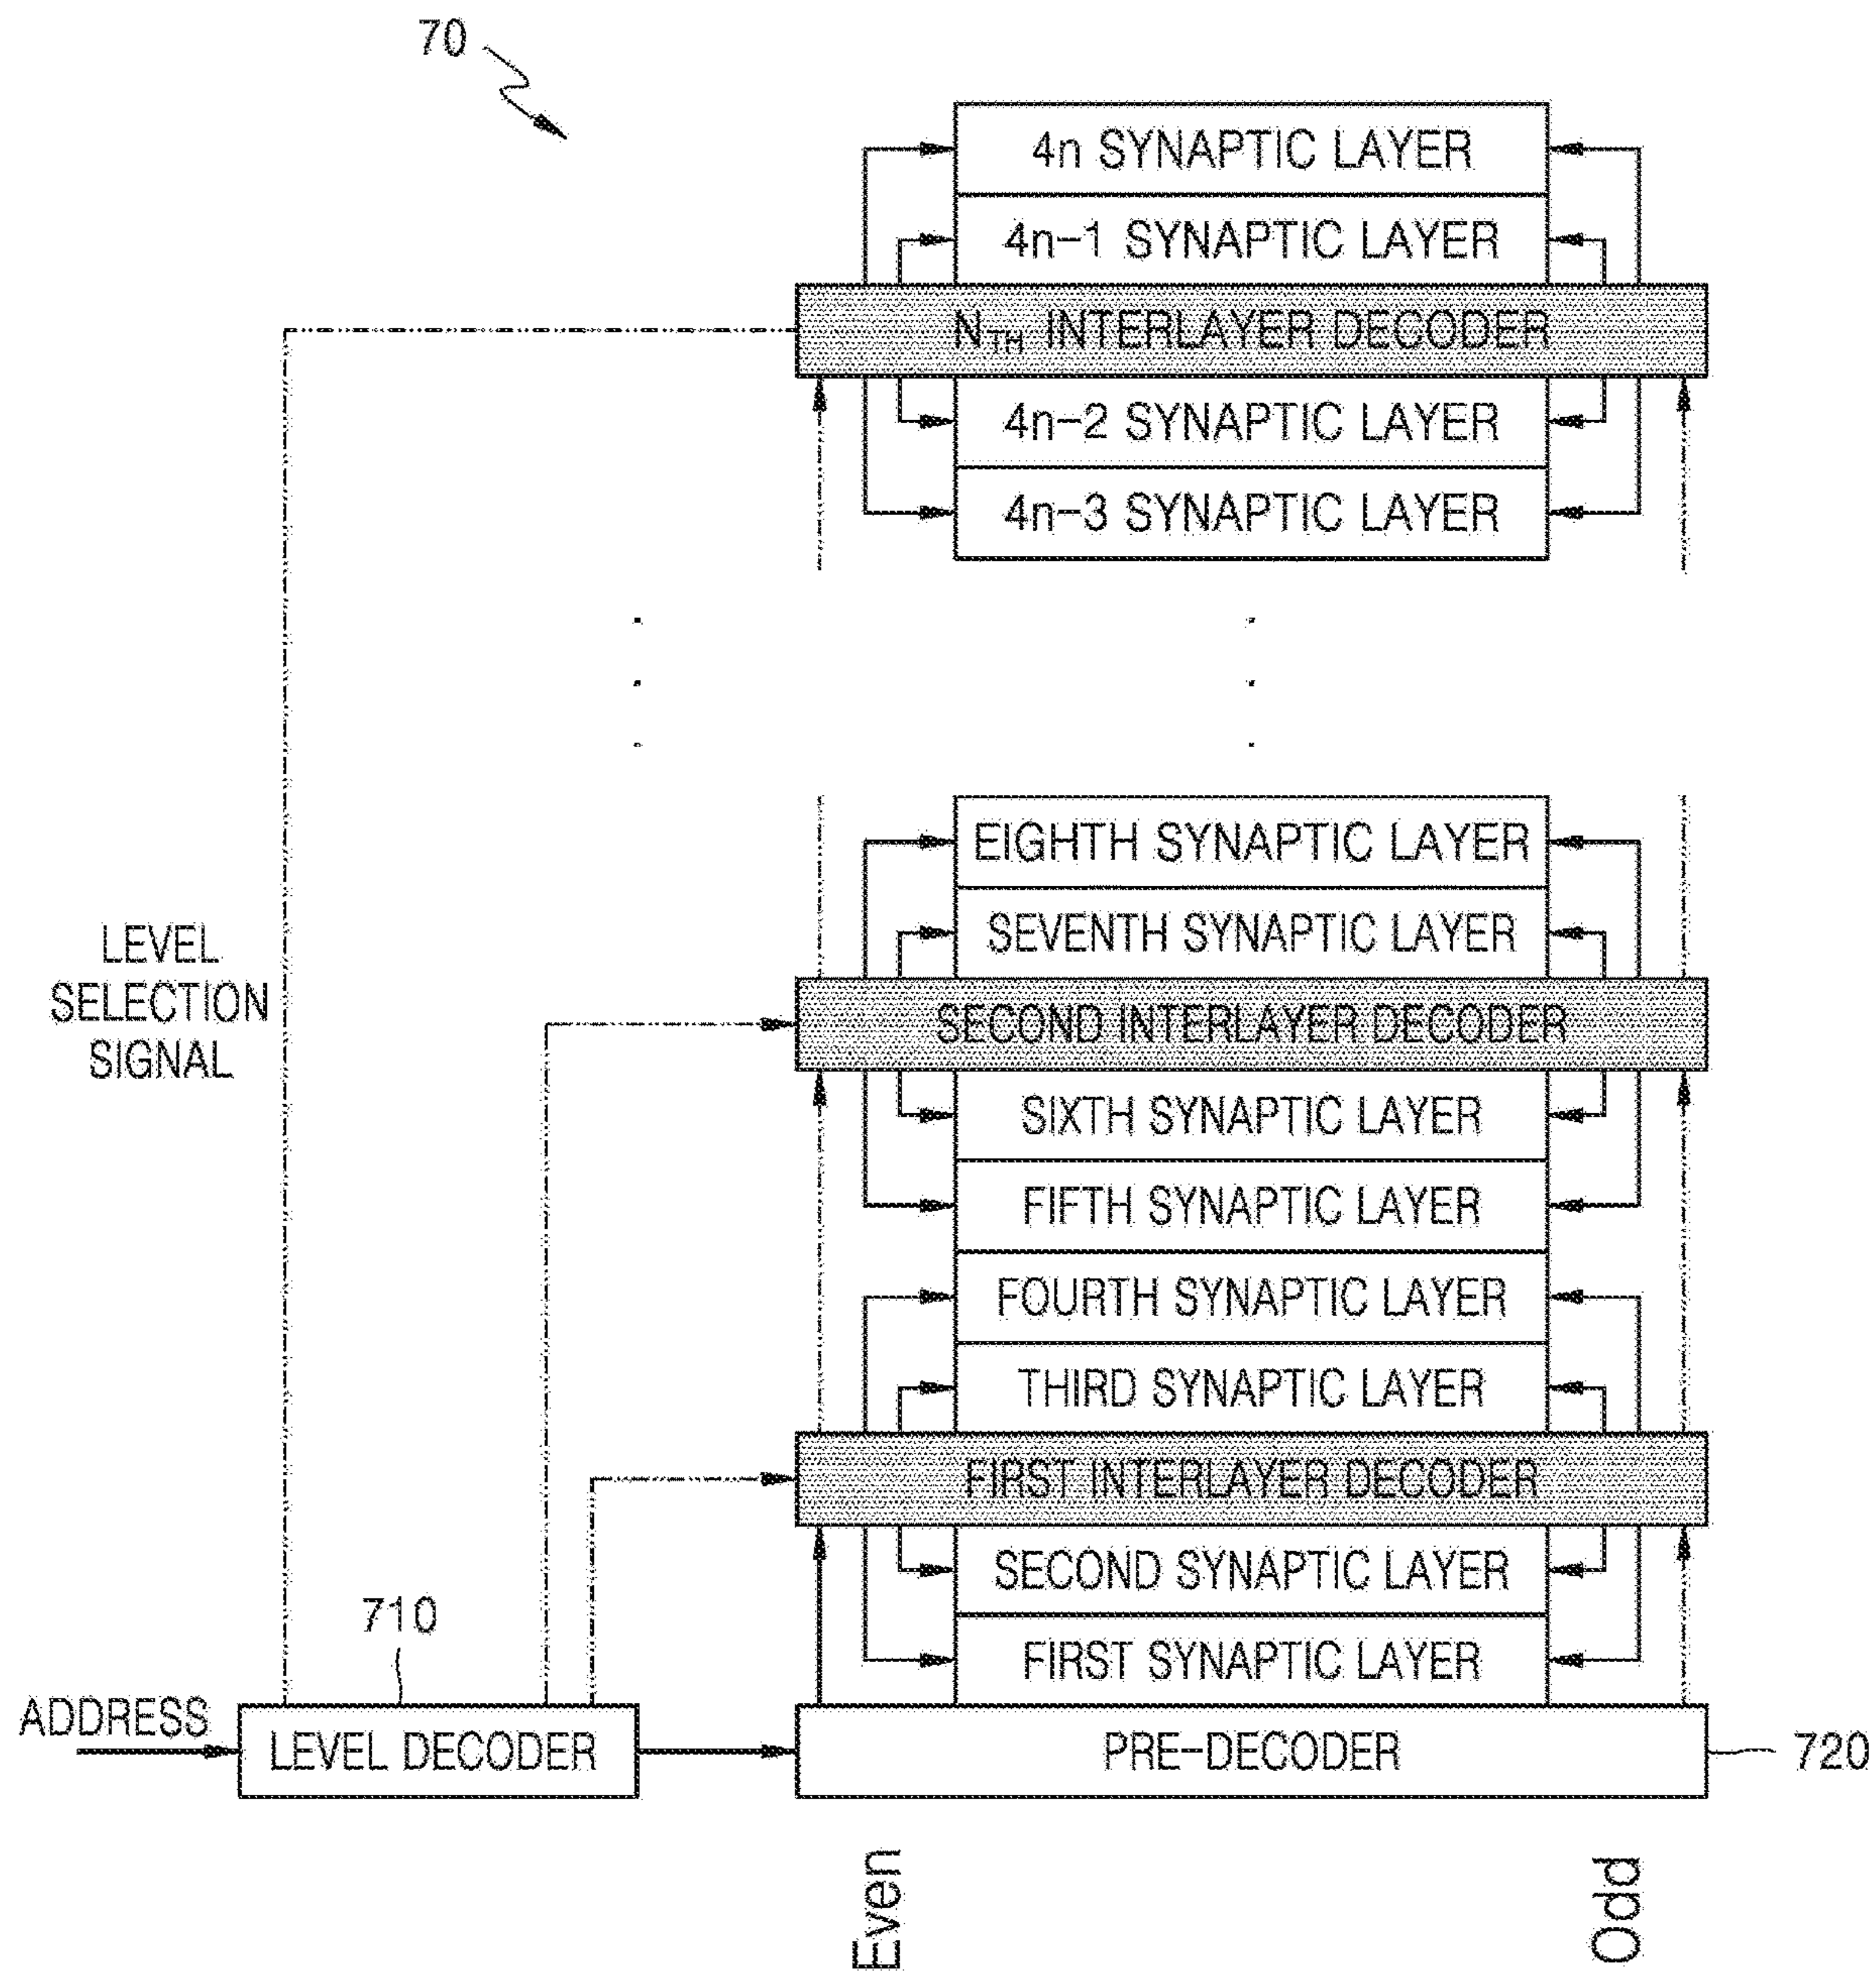 70
4n SYNAPTIC LAYER
4n-1 SYNAPTIC LAYER
NTH INTERLAYER DECODER
4n-2 SYNAPTIC LAYER
4n-3 SYNAPTIC LAYER
EIGHTH SYNAPTIC LAYER
SEVENTH SYNAPTIC LAYER
LEVEL
SELECTION
SIGNAL
SECOND INTERLAYER DECODER
SIXTH SYNAPTIC LAYER
FIFTH SYNAPTIC LAYER
FOURTH SYNAPTIC LAYER
THIRD SYNAPTIC LAYER
FIRST INTERLAYER DECODER
SECOND SYNAPTIC LAYER
710
FIRST SYNAPTIC LAYER
ADDRESS
LEVEL DECODER
PRE-DECODER
720
Even
Odd